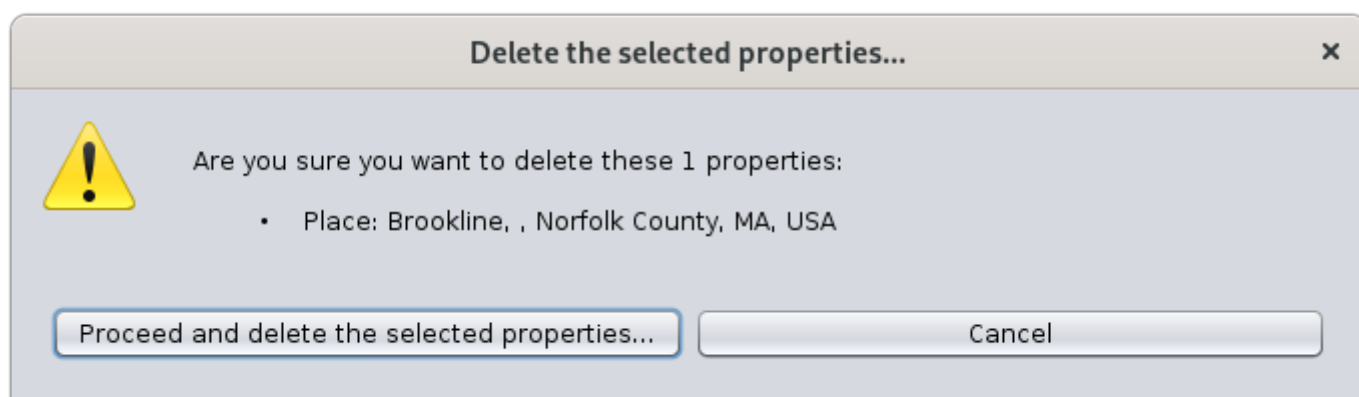 Delete the selected properties...
Are you sure you want to delete these 1 properties:
• Place: Brookline, , Norfolk County, MA, USA
Proceed and delete the selected properties...
Cancel